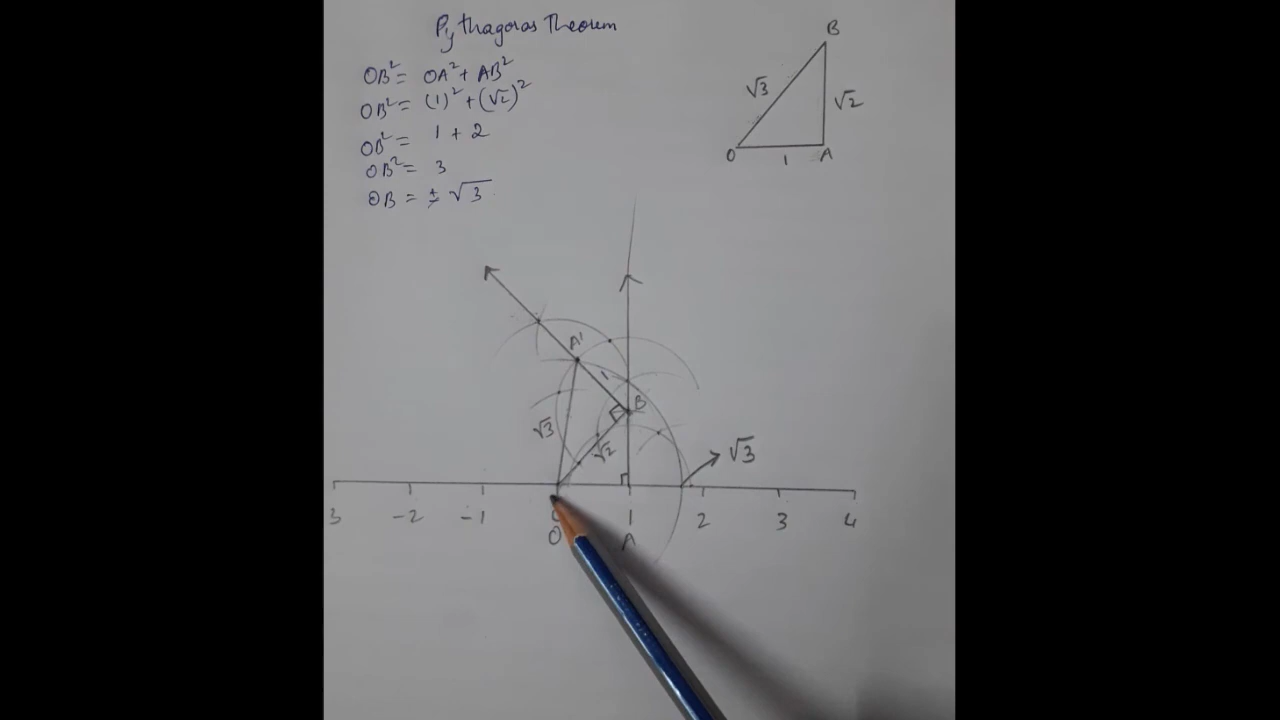 Pythagoras Theorem
OB² = OA² + AB²
OB² = (1)² + (√2)²
OB² = 1 + 2
OB² = 3
OB = ± √3
B
√3
√2
O
1
A
A'
1
B
√3
√2
√3
3 -2 -1 1 2 3 4
O A